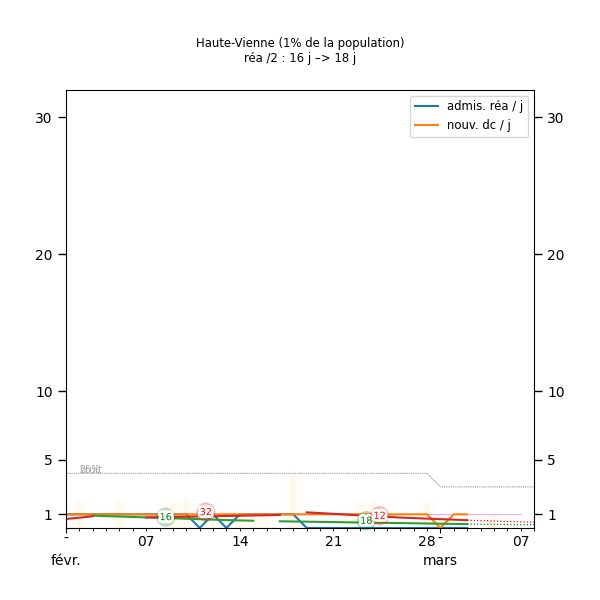 Haute-Vienne (1% de la population)
réa /2 : 16 j –> 18 j
admis. réa / j
nouv. dc / j
30 30
20 20
10 10
5 5
1 1
16 32 18 12
- 07 14 21 28 - 07
févr. mars